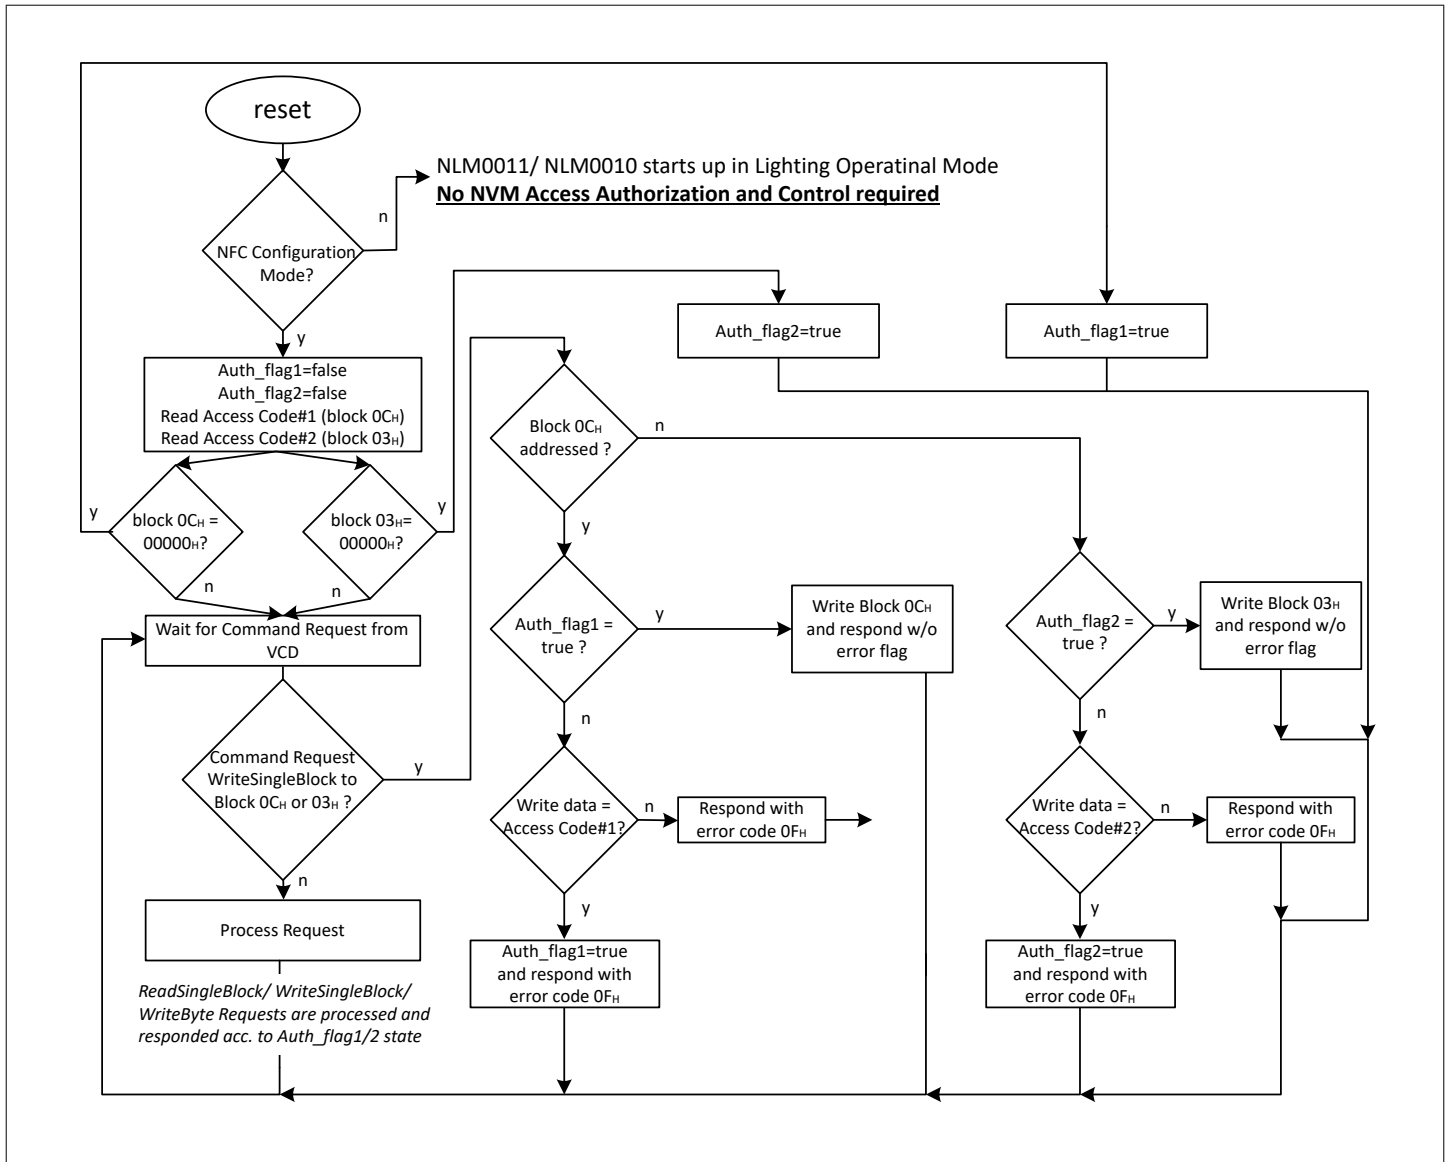 reset
NLM0011/ NLM0010 starts up in Lighting Operatinal Mode
No NVM Access Authorization and Control required
n
NFC Configuration
Mode?
y
Auth_flag2=true
Auth_flag1=true
Auth_flag1=false
Auth_flag2=false
Read Access Code#1 (block 0CH)
Read Access Code#2 (block 03H)
y
block 0CH =
00000H?
n
block 03H=
00000H?
y
n
Wait for Command Request from
VCD
Command Request
WriteSingleBlock to
Block 0CH or 03H ?
y
n
Process Request
ReadSingleBlock/ WriteSingleBlock/
WriteByte Requests are processed and
responded acc. to Auth_flag1/2 state
Block 0CH
addressed ?
n
y
Auth_flag1 =
true ?
y
Write Block 0CH
and respond w/o
error flag
n
Write data =
Access Code#1?
n
Respond with
error code 0FH
y
Auth_flag1=true
and respond with
error code 0FH
Auth_flag2 =
true ?
y
Write Block 03H
and respond w/o
error flag
n
Write data =
Access Code#2?
n
Respond with
error code 0FH
y
Auth_flag2=true
and respond with
error code 0FH